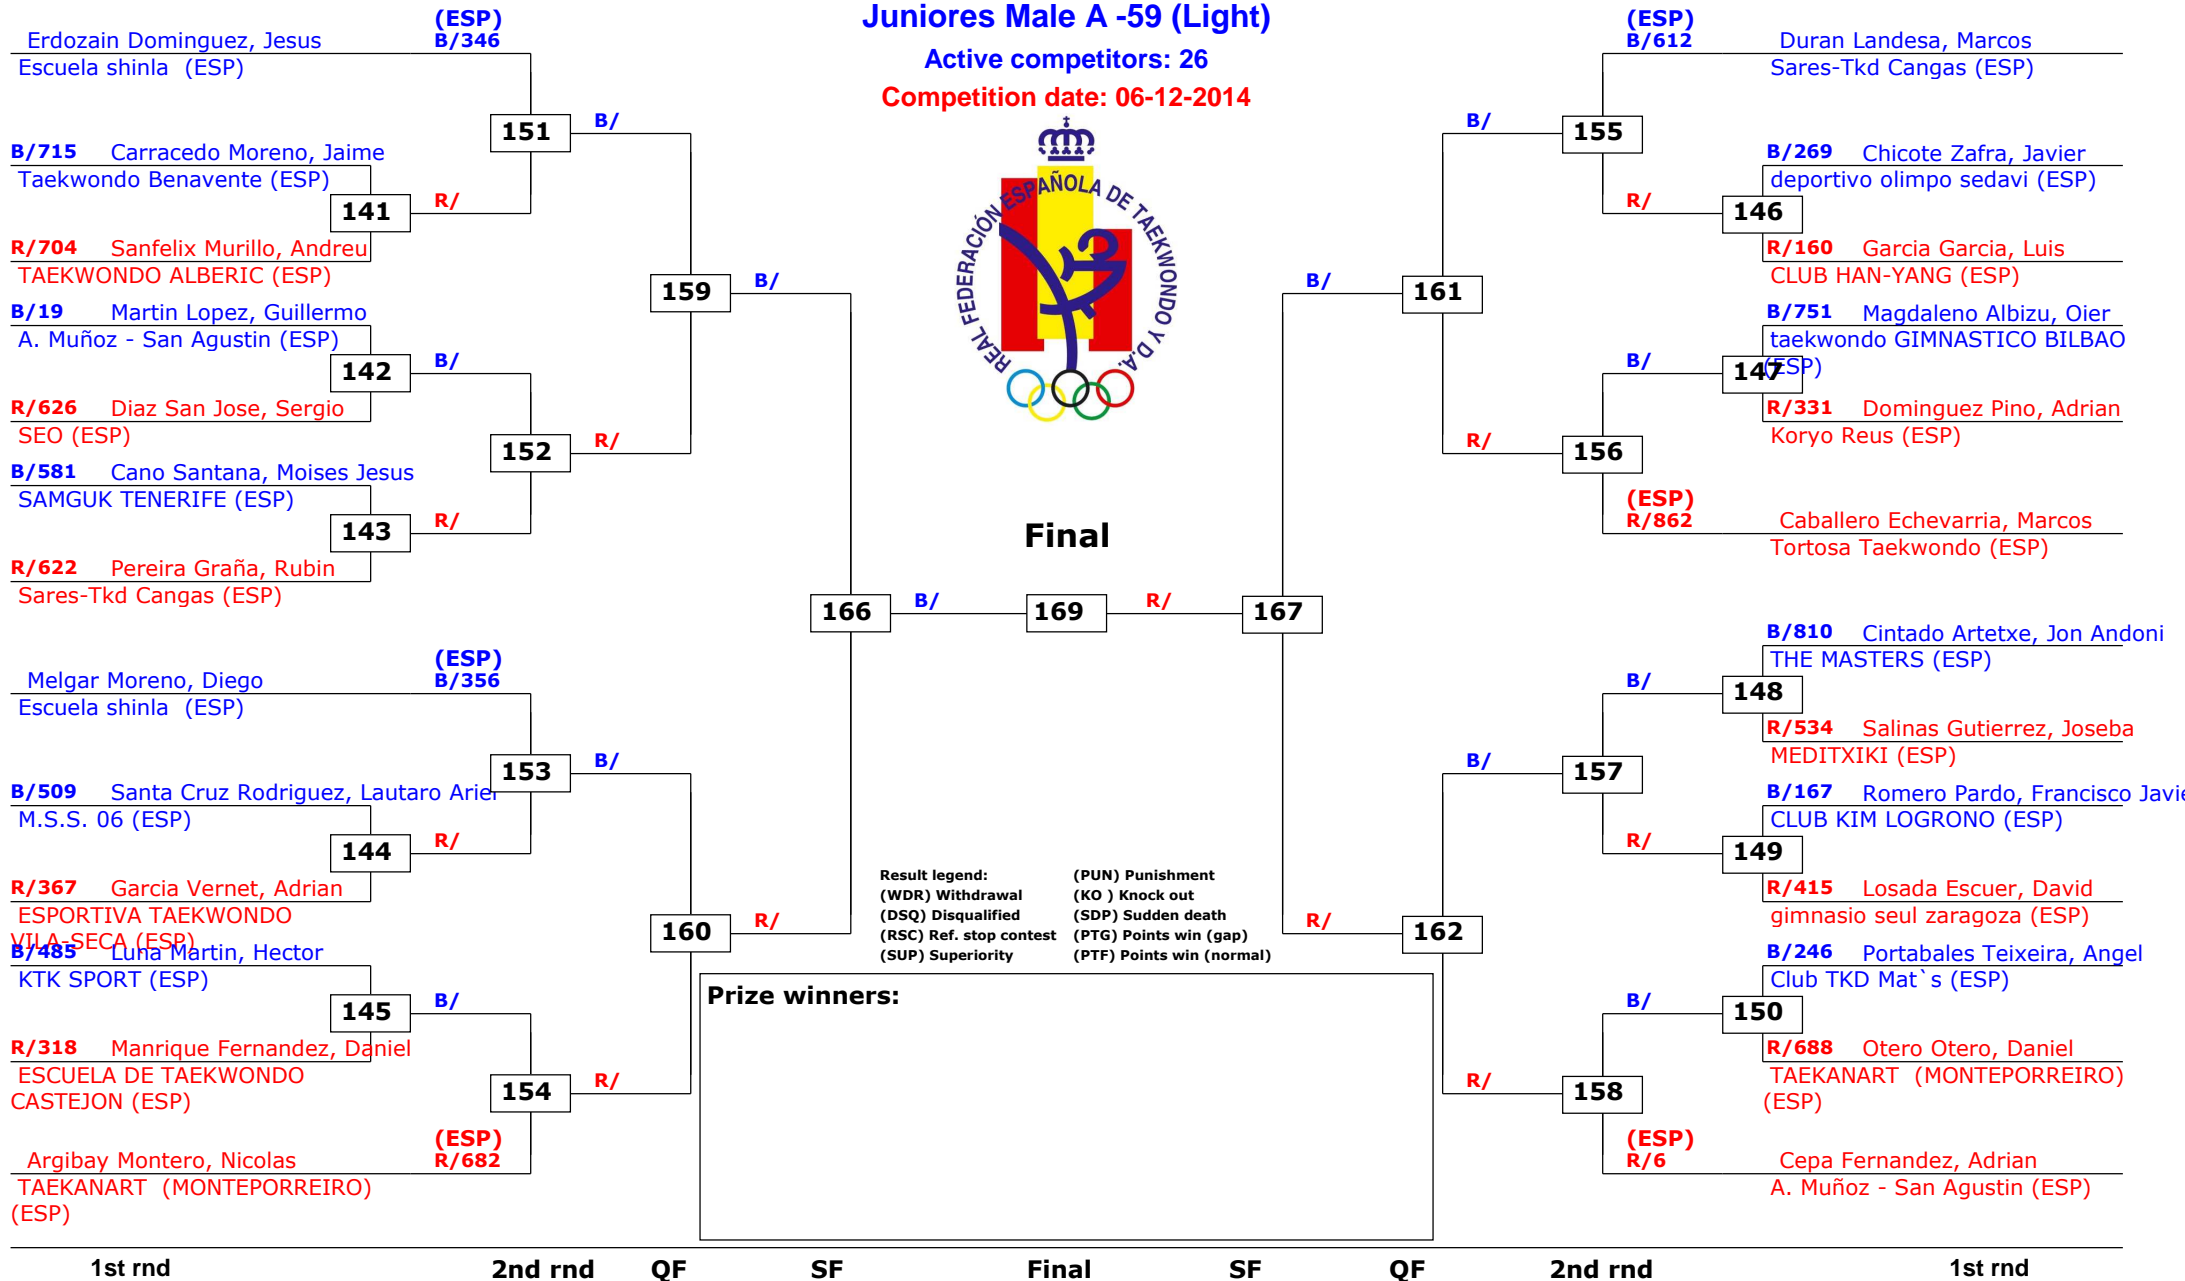 Juniores Male A -59 (Light)
Active competitors: 26
Competition date: 06-12-2014
REAL FEDERACIÓN ESPAÑOLA DE TAEKWONDO Y D.A.
(ESP)
Erdozain Dominguez, Jesus B/346
Escuela shinla (ESP)
151 B/
B/715 Carracedo Moreno, Jaime
Taekwondo Benavente (ESP)
141 R/
R/704 Sanfelix Murillo, Andreu
TAEKWONDO ALBERIC (ESP)
159 B/
B/19 Martin Lopez, Guillermo
A. Muñoz - San Agustin (ESP)
142 B/
R/626 Diaz San Jose, Sergio
SEO (ESP)
152 R/
B/581 Cano Santana, Moises Jesus
SAMGUK TENERIFE (ESP)
143 R/
R/622 Pereira Graña, Rubin
Sares-Tkd Cangas (ESP)
166 B/
(ESP)
Melgar Moreno, Diego B/356
Escuela shinla (ESP)
153 B/
B/509 Santa Cruz Rodriguez, Lautaro Ariel
M.S.S. 06 (ESP)
144 R/
R/367 Garcia Vernet, Adrian
ESPORTIVA TAEKWONDO
VILA-SECA (ESP)
160 R/
B/485 Luna Martin, Hector
KTK SPORT (ESP)
145 B/
R/318 Manrique Fernandez, Daniel
ESCUELA DE TAEKWONDO
CASTEJON (ESP)
154 R/
(ESP)
Argibay Montero, Nicolas R/682
TAEKANART (MONTEPORREIRO)
(ESP)
Final
169
(ESP)
B/612 Duran Landesa, Marcos
Sares-Tkd Cangas (ESP)
B/ 155
B/269 Chicote Zafra, Javier
deportivo olimpo sedavi (ESP)
R/ 146
R/160 Garcia Garcia, Luis
CLUB HAN-YANG (ESP)
B/ 161
B/751 Magdaleno Albizu, Oier
taekwondo GIMNASTICO BILBAO
(ESP)
B/ 147
R/331 Dominguez Pino, Adrian
Koryo Reus (ESP)
R/ 156
(ESP)
R/862 Caballero Echevarria, Marcos
Tortosa Taekwondo (ESP)
R/ 167
B/810 Cintado Artetxe, Jon Andoni
THE MASTERS (ESP)
B/ 148
R/534 Salinas Gutierrez, Joseba
MEDITXIKI (ESP)
B/ 157
B/167 Romero Pardo, Francisco Javie
CLUB KIM LOGRONO (ESP)
R/ 149
R/415 Losada Escuer, David
gimnasio seul zaragoza (ESP)
R/ 162
B/246 Portabales Teixeira, Angel
Club TKD Mat`s (ESP)
B/ 150
R/688 Otero Otero, Daniel
TAEKANART (MONTEPORREIRO)
(ESP)
R/ 158
(ESP)
R/6 Cepa Fernandez, Adrian
A. Muñoz - San Agustin (ESP)
Result legend: (PUN) Punishment
(WDR) Withdrawal (KO ) Knock out
(DSQ) Disqualified (SDP) Sudden death
(RSC) Ref. stop contest (PTG) Points win (gap)
(SUP) Superiority (PTF) Points win (normal)
Prize winners:
1st rnd 2nd rnd QF SF Final SF QF 2nd rnd 1st rnd